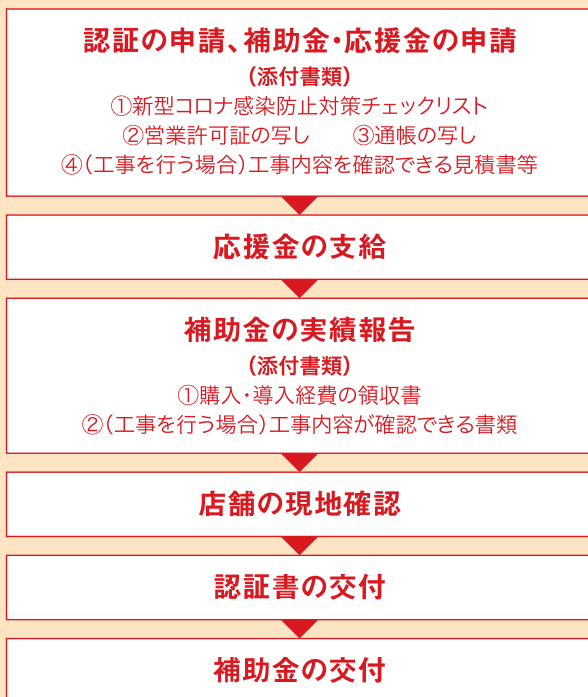 認証の申請、補助金・応援金の申請
(添付書類)
①新型コロナ感染防止対策チェックリスト
②営業許可証の写し　③通帳の写し
④(工事を行う場合)工事内容を確認できる見積書等
応援金の支給
補助金の実績報告
(添付書類)
①購入・導入経費の領収書
②(工事を行う場合)工事内容が確認できる書類
店舗の現地確認
認証書の交付
補助金の交付